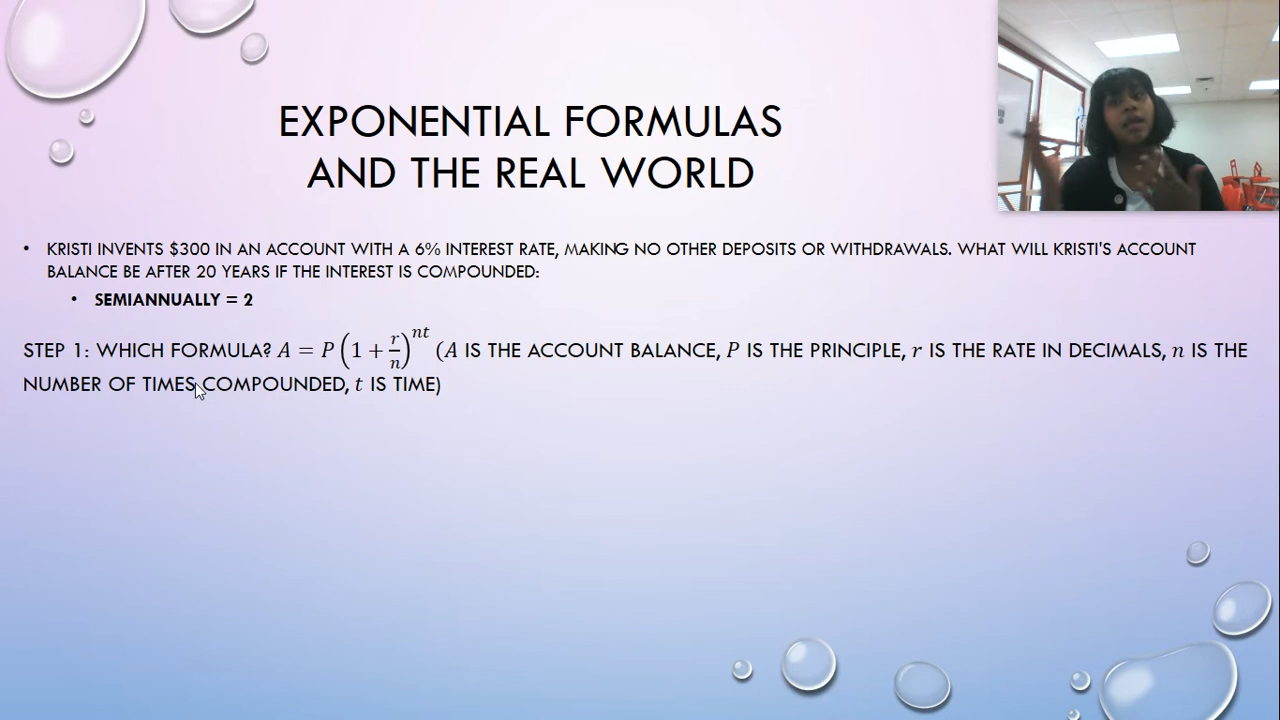 EXPONENTIAL FORMULAS
AND THE REAL WORLD
• KRISTI INVENTS $300 IN AN ACCOUNT WITH A 6% INTEREST RATE, MAKING NO OTHER DEPOSITS OR WITHDRAWALS. WHAT WILL KRISTI'S ACCOUNT
BALANCE BE AFTER 20 YEARS IF THE INTEREST IS COMPOUNDED:
• SEMIANNUALLY = 2
STEP 1: WHICH FORMULA? A = P(1 + r/n)^nt (A IS THE ACCOUNT BALANCE, P IS THE PRINCIPLE, r IS THE RATE IN DECIMALS, n IS THE
NUMBER OF TIMES COMPOUNDED, t IS TIME)